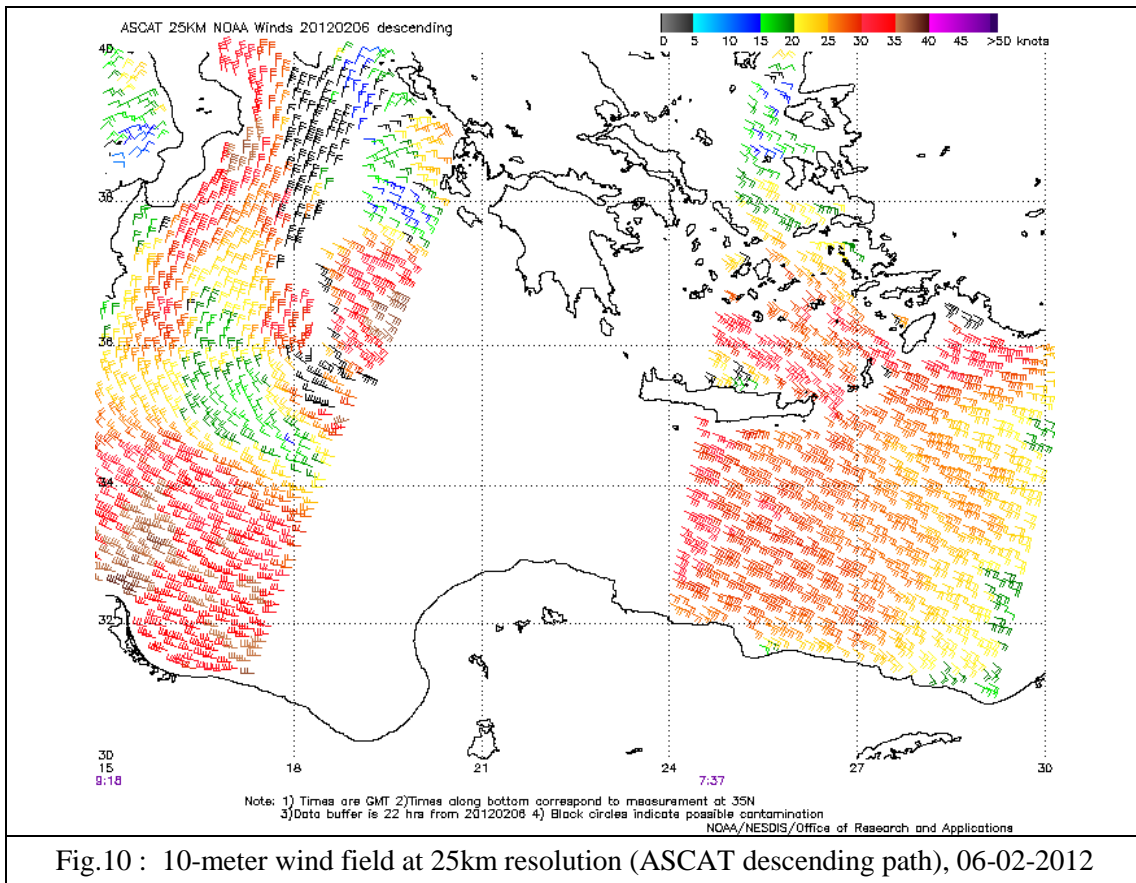 ASCAT 25KM NOAA Winds 20120206 descending
0 5 10 15 20 25 30 35 40 45 >50 knots
40
38
36
34
32
30
15 18 21 24 27 30
9:18 7:37
Note: 1) Times are GMT 2)Times along bottom correspond to measurement at 35N
3)Data buffer is 22 hrs from 20120206 4) Black circles indicate possible contamination
NOAA/NESDIS/Office of Research and Applications
Fig.10 : 10-meter wind field at 25km resolution (ASCAT descending path), 06-02-2012